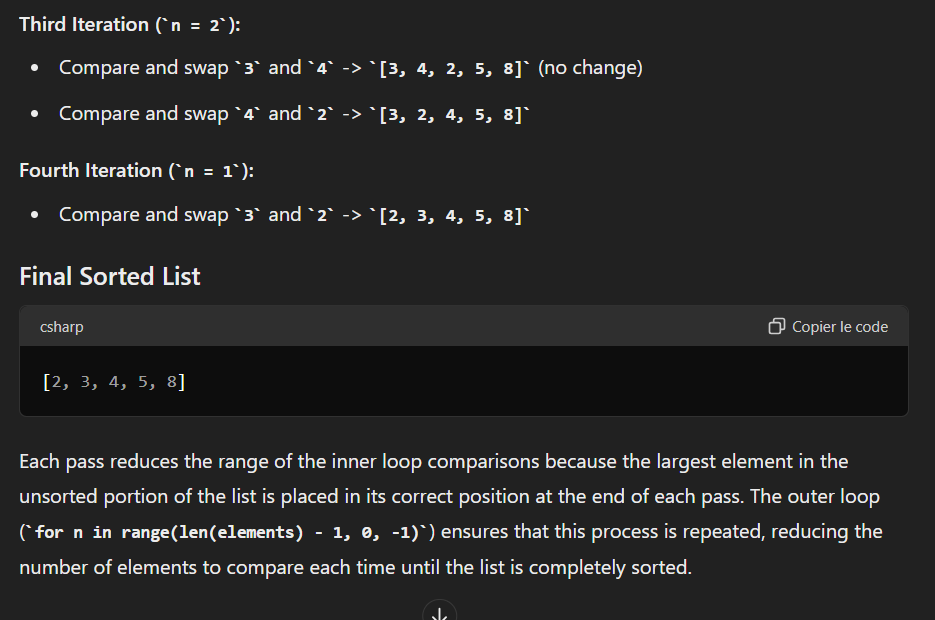 Third Iteration (`n = 2`):
• Compare and swap `3` and `4` -> `[3, 4, 2, 5, 8]` (no change)
• Compare and swap `4` and `2` -> `[3, 2, 4, 5, 8]`
Fourth Iteration (`n = 1`):
• Compare and swap `3` and `2` -> `[2, 3, 4, 5, 8]`
Final Sorted List
csharp Copier le code
[2, 3, 4, 5, 8]
Each pass reduces the range of the inner loop comparisons because the largest element in the
unsorted portion of the list is placed in its correct position at the end of each pass. The outer loop
(`for n in range(len(elements) - 1, 0, -1)`) ensures that this process is repeated, reducing the
number of elements to compare each time until the list is completely sorted.